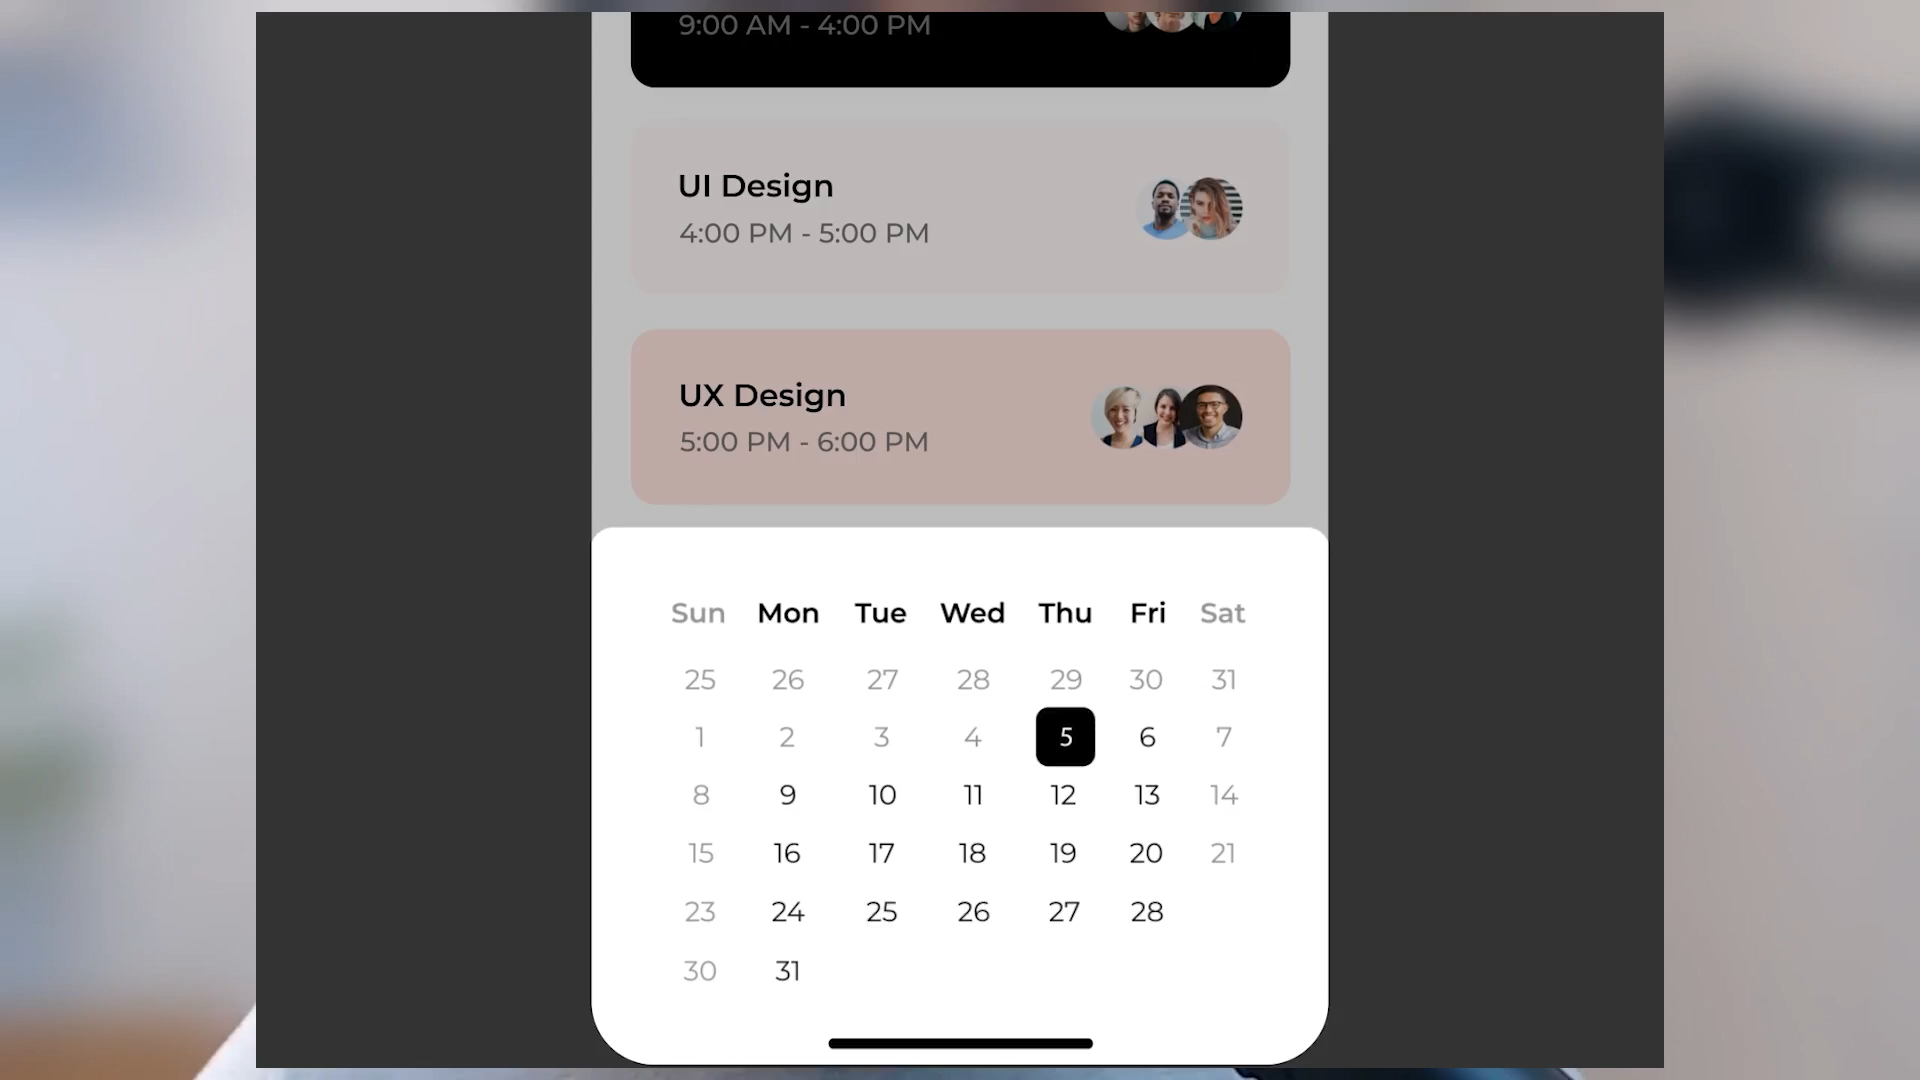 9:00 AM - 4:00 PM
UI Design
4:00 PM - 5:00 PM
UX Design
5:00 PM - 6:00 PM
Sun Mon Tue Wed Thu Fri Sat
25 26 27 28 29 30 31
1 2 3 4 5 6 7
8 9 10 11 12 13 14
15 16 17 18 19 20 21
23 24 25 26 27 28
30 31